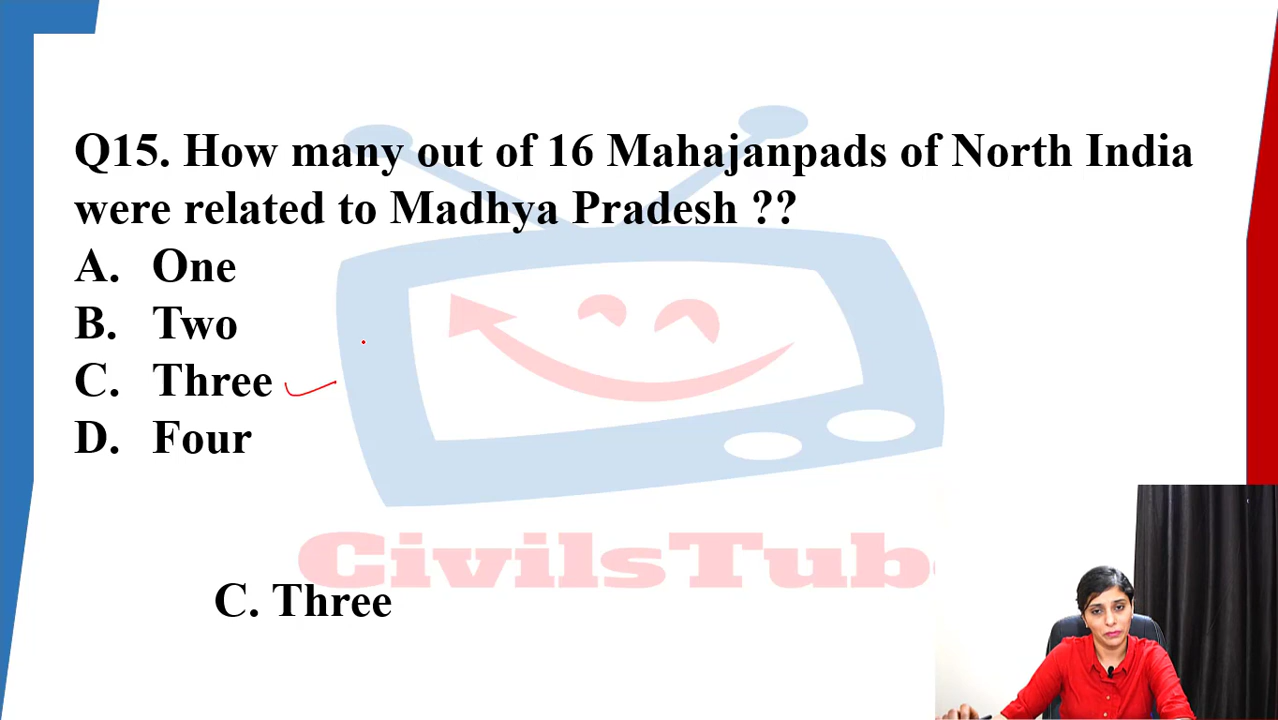 Q15. How many out of 16 Mahajanpads of North India
were related to Madhya Pradesh ??
A. One
B. Two
C. Three
D. Four
CivilsTube
C. Three